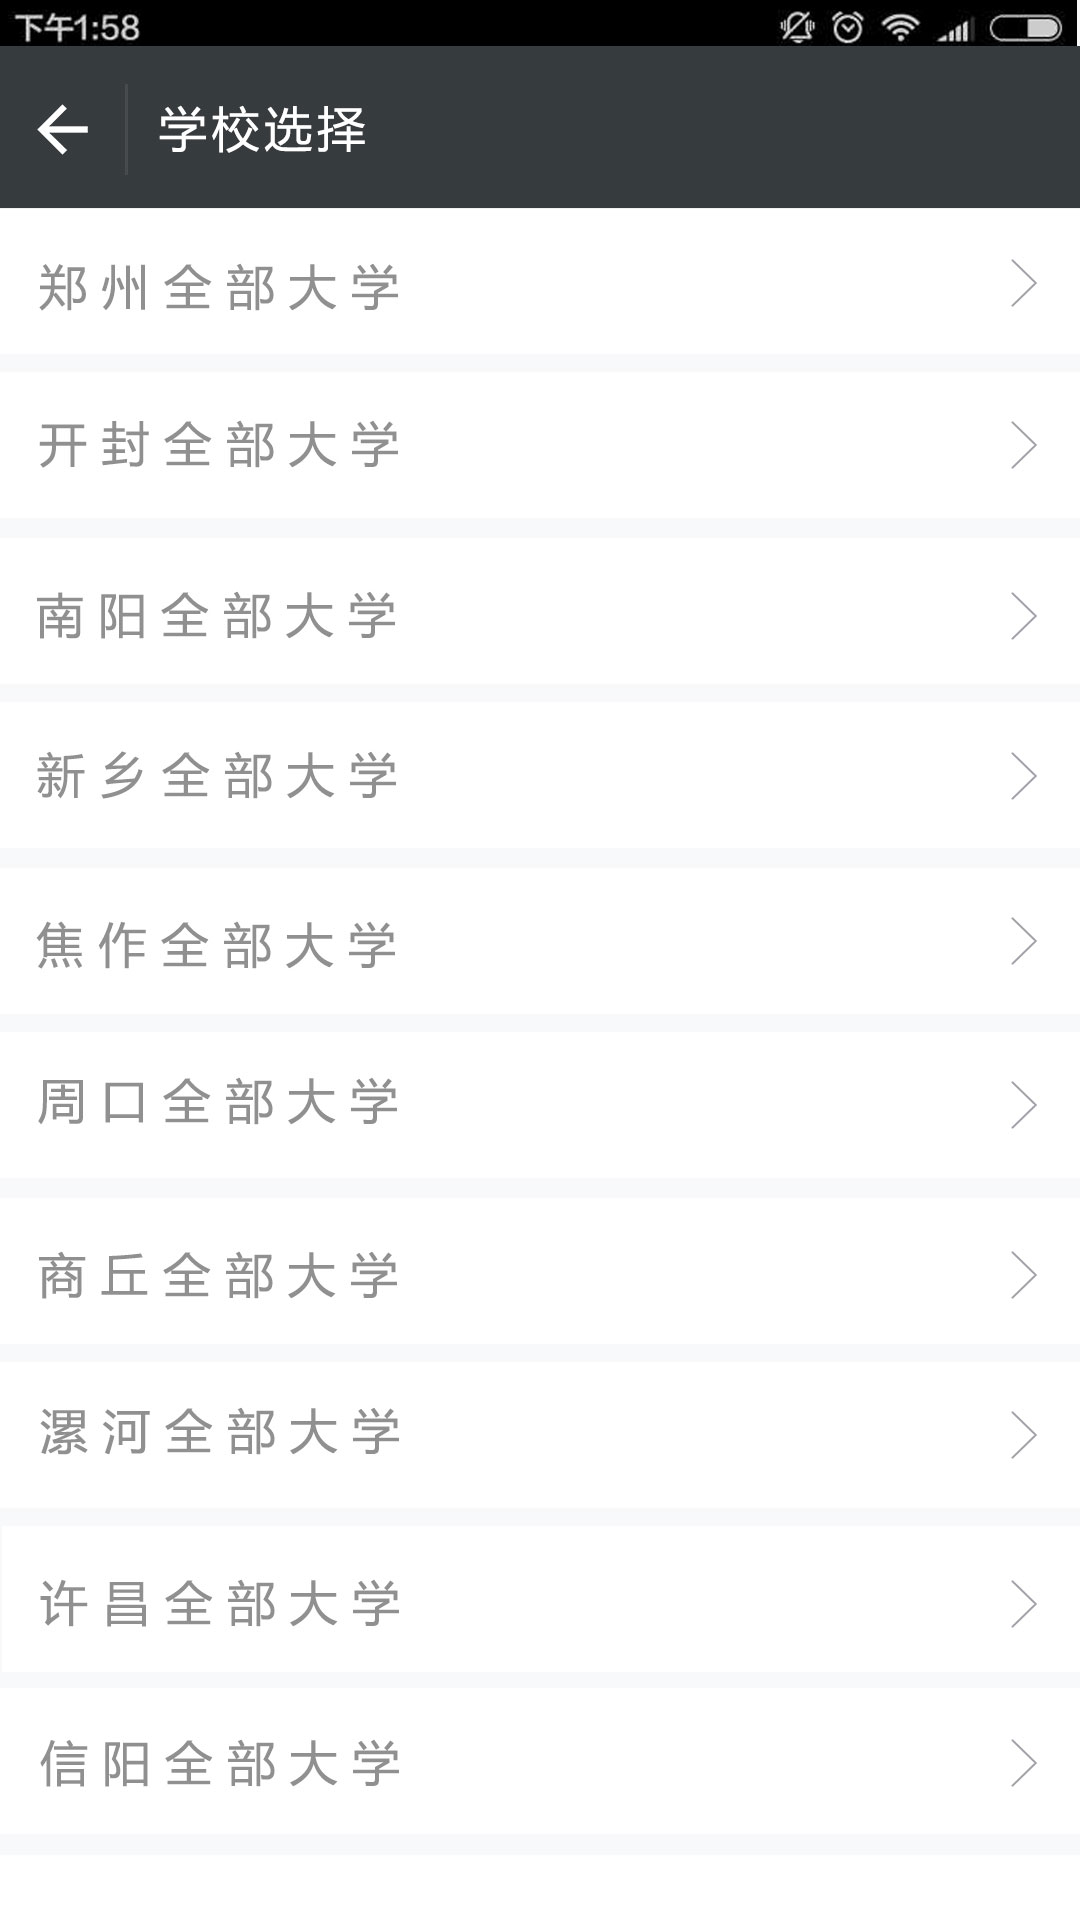 下午1:58
学校选择
郑州全部大学
开封全部大学
南阳全部大学
新乡全部大学
焦作全部大学
周口全部大学
商丘全部大学
漯河全部大学
许昌全部大学
信阳全部大学